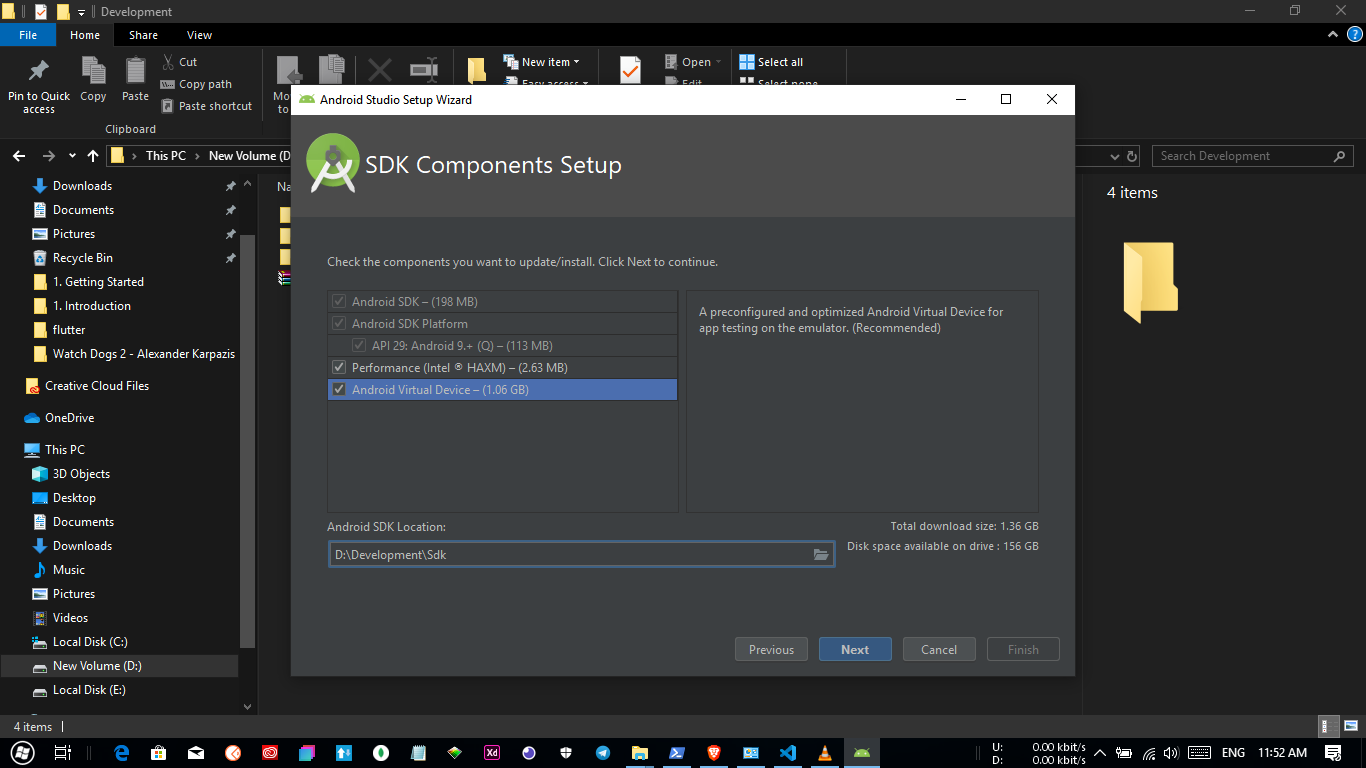 Development
File Home Share View
Pin to Quick access
Copy
Paste
Cut
Copy path
Paste shortcut
Clipboard
New item
Easy access
Open
Edit
Select all
Select none
This PC New Volume (D
Search Development
Downloads
Documents
Pictures
Recycle Bin
1. Getting Started
1. Introduction
flutter
Watch Dogs 2 - Alexander Karpazis
Creative Cloud Files
OneDrive
This PC
3D Objects
Desktop
Documents
Downloads
Music
Pictures
Videos
Local Disk (C:)
New Volume (D:)
Local Disk (E:)
4 items
Android Studio Setup Wizard
SDK Components Setup
Check the components you want to update/install. Click Next to continue.
Android SDK – (198 MB)
Android SDK Platform
API 29: Android 9.+ (Q) – (113 MB)
Performance (Intel ® HAXM) – (2.63 MB)
Android Virtual Device – (1.06 GB)
A preconfigured and optimized Android Virtual Device for
app testing on the emulator. (Recommended)
Android SDK Location:
D:\Development\Sdk
Total download size: 1.36 GB
Disk space available on drive : 156 GB
Previous Next Cancel Finish
4 items
Xd
U: 0.00 kbit/s
D: 0.00 kbit/s
ENG 11:52 AM